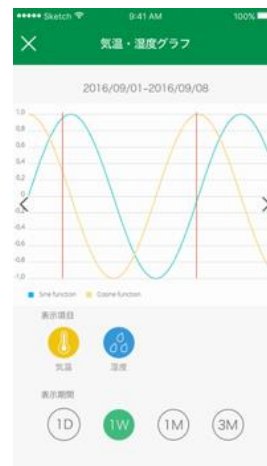 Sketch 9:41 AM 100%
気温・湿度グラフ
2016/09/01-2016/09/08
1,0
0,8
0,6
0,4
0,2
0
-0,2
-0,4
-0,6
-0,8
-1,0
Sine function Cosine function
表示項目
気温 湿度
表示期間
1D 1W 1M 3M